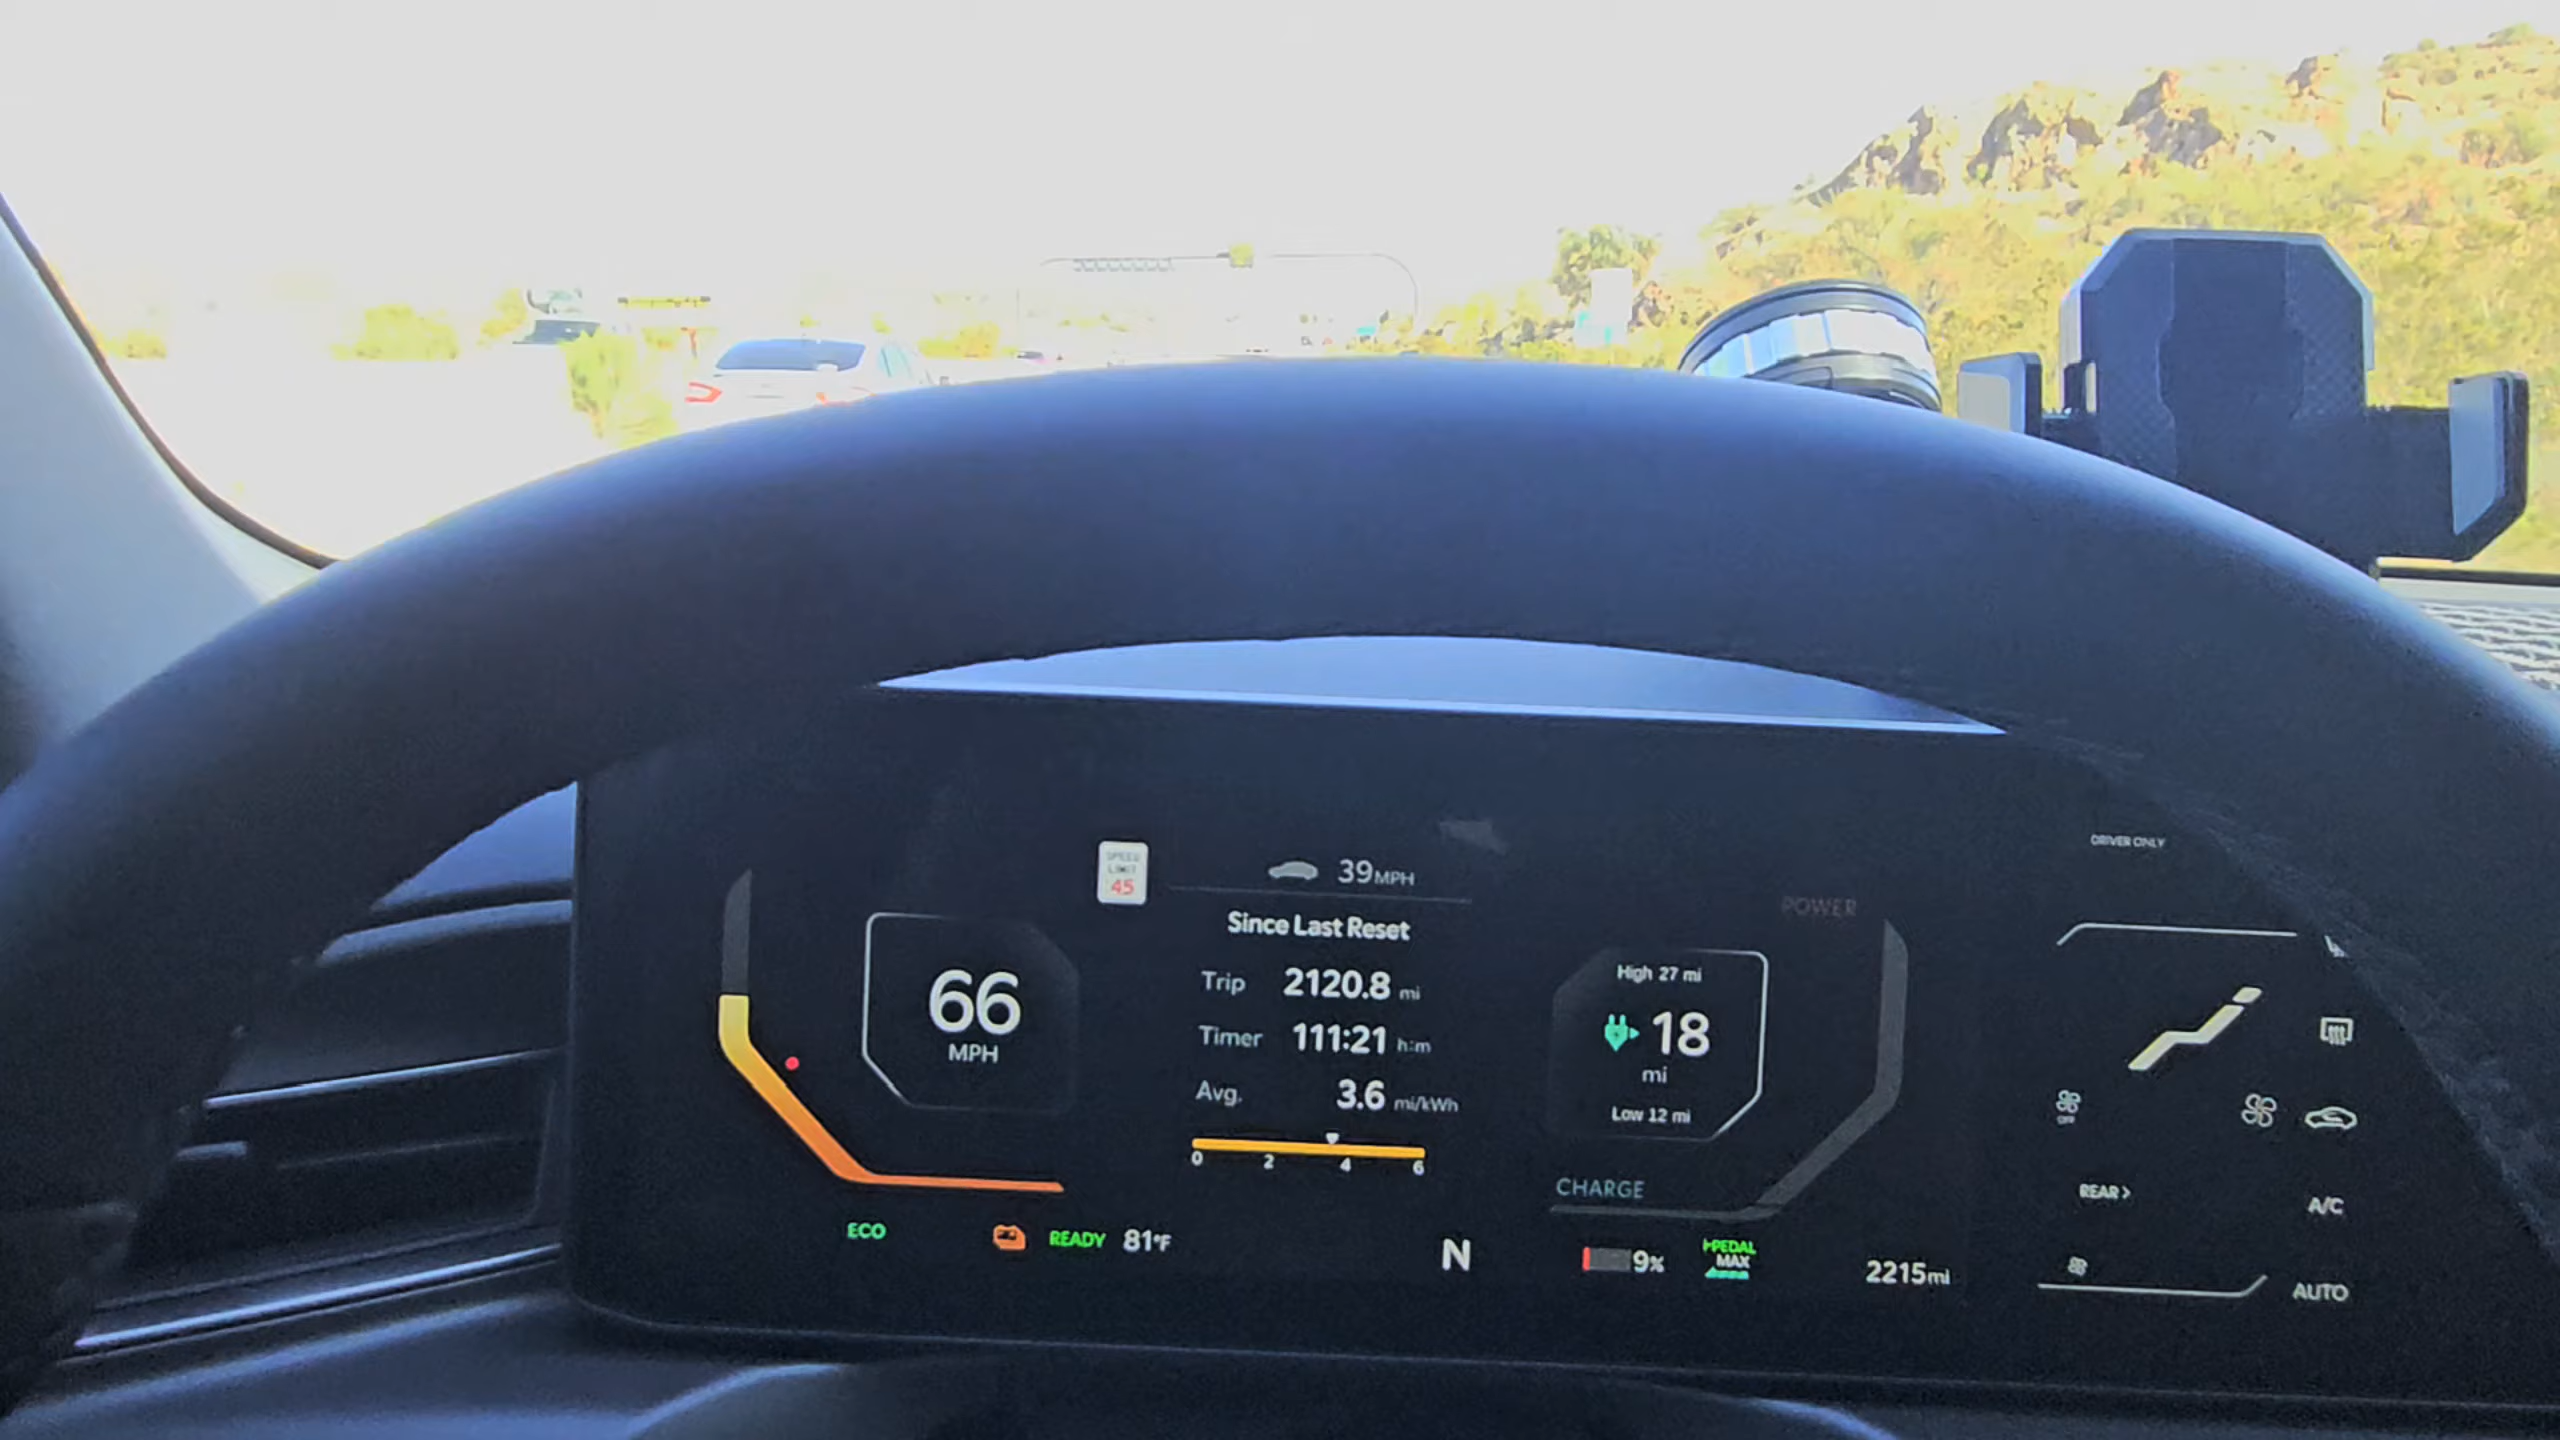 SPEED
LIMIT
45
39MPH
Since Last Reset
Trip 2120.8 mi
Timer 111:21 h:m
Avg. 3.6 mi/kWh
0 2 4 6
66
MPH
POWER
High 27 mi
18
mi
Low 12 mi
CHARGE
ECO
READY 81°F
N
9%
i-PEDAL
MAX
2215mi
DRIVER ONLY
OFF
REAR >
A/C
AUTO